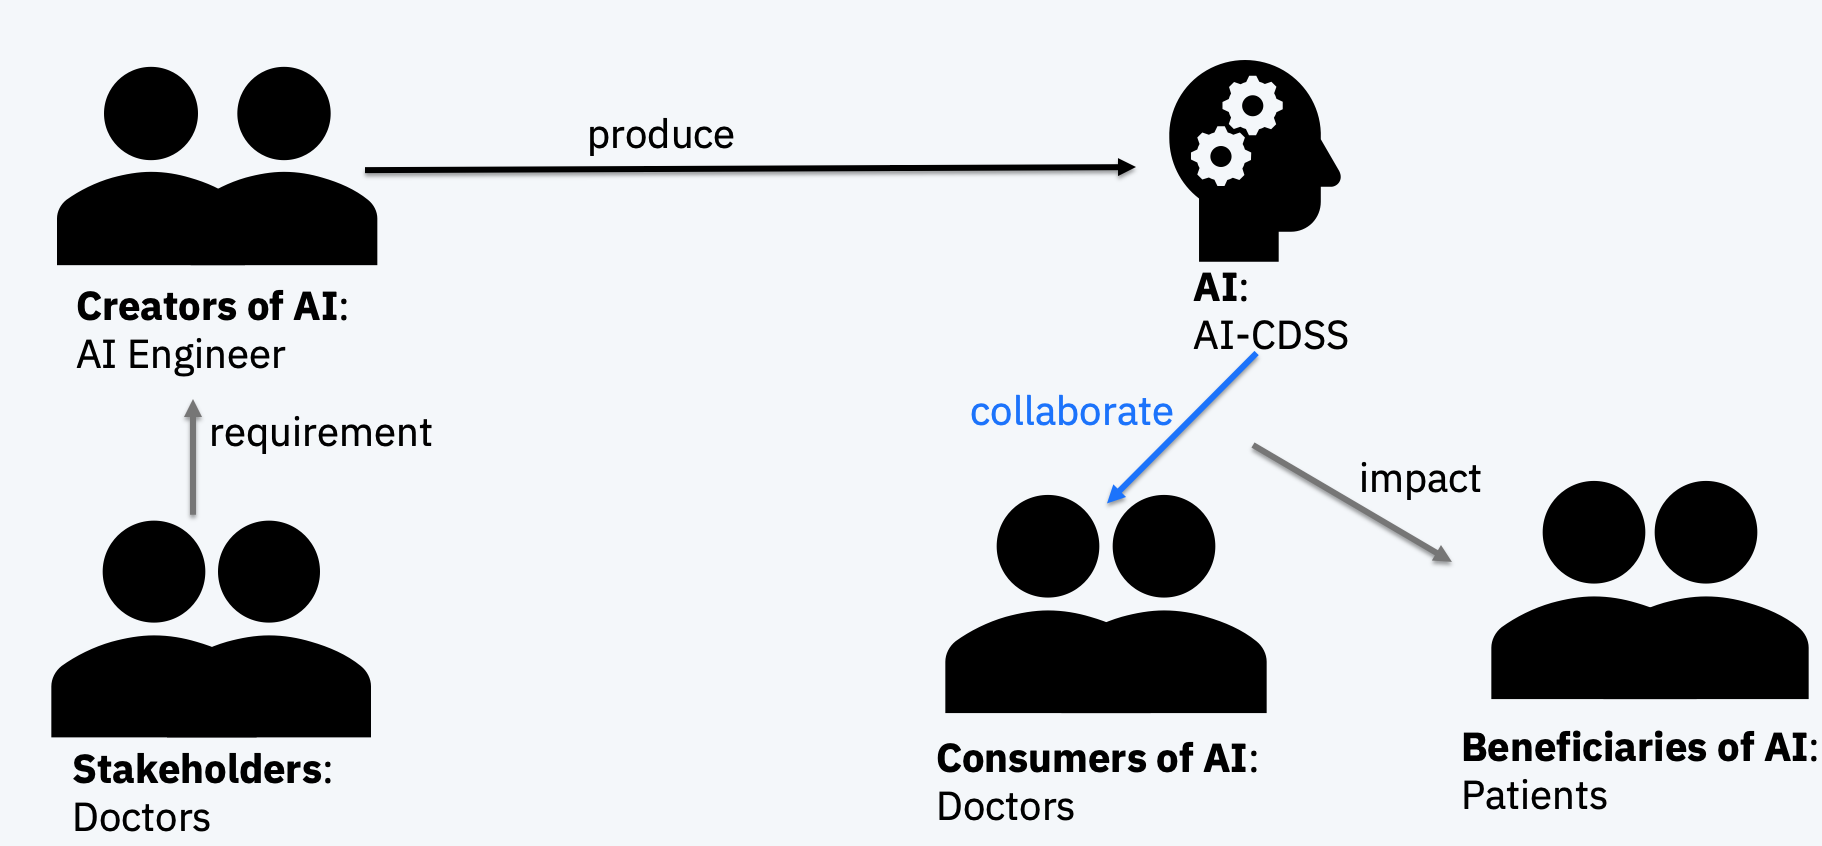 produce
Creators of AI:
AI Engineer
AI:
AI-CDSS
requirement
collaborate
impact
Stakeholders:
Doctors
Consumers of AI:
Doctors
Beneficiaries of AI:
Patients